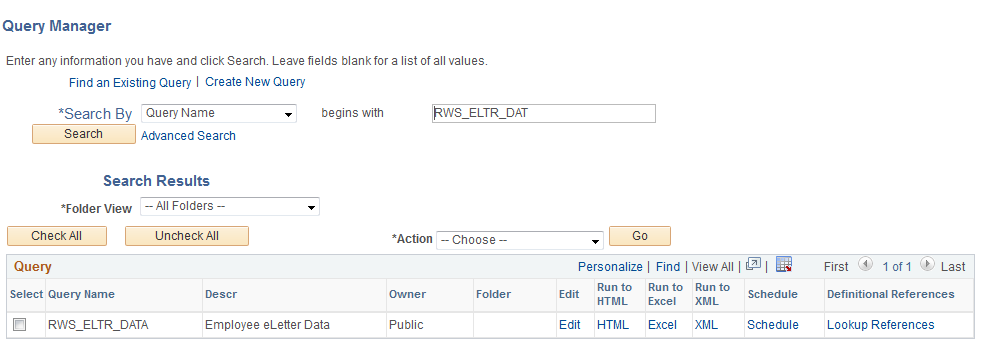 Query Manager
Enter any information you have and click Search. Leave fields blank for a list of all values.
Find an Existing Query | Create New Query
*Search By Query Name begins with RWS_ELTR_DAT
Search Advanced Search
Search Results
*Folder View -- All Folders --
Check All Uncheck All *Action -- Choose -- Go
Query Personalize | Find | View All | | First 1 of 1 Last
Select Query Name Descr Owner Folder Edit Run to HTML Run to Excel Run to XML Schedule Definitional References
RWS_ELTR_DATA Employee eLetter Data Public Edit HTML Excel XML Schedule Lookup References